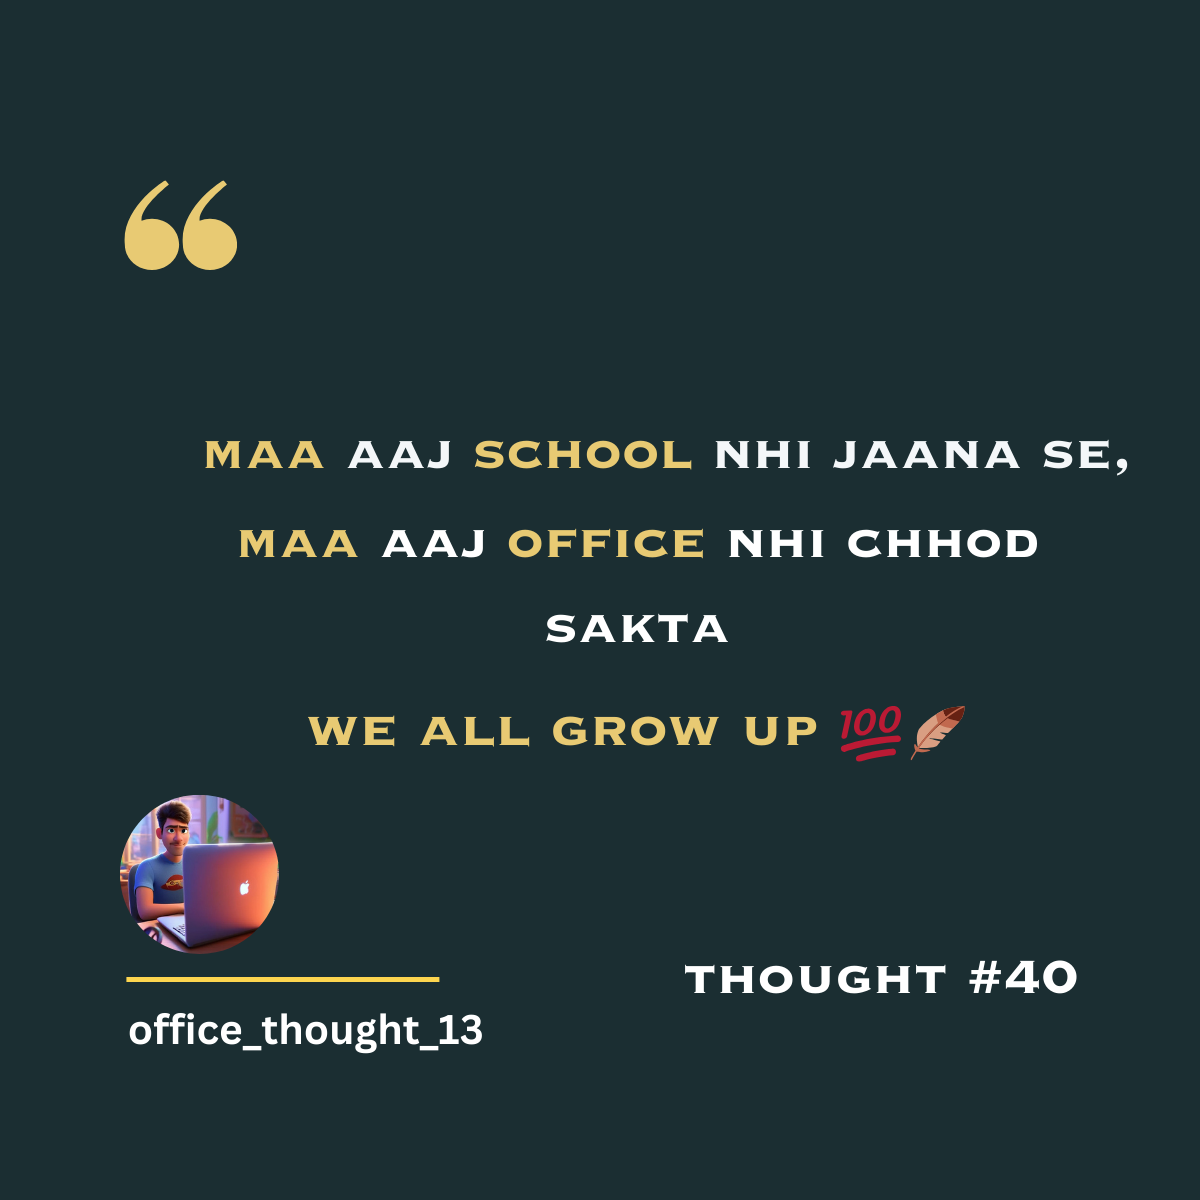 “
MAA AAJ SCHOOL NHI JAANA SE,
MAA AAJ OFFICE NHI CHHOD
SAKTA
WE ALL GROW UP 💯🪶
THOUGHT #40
office_thought_13